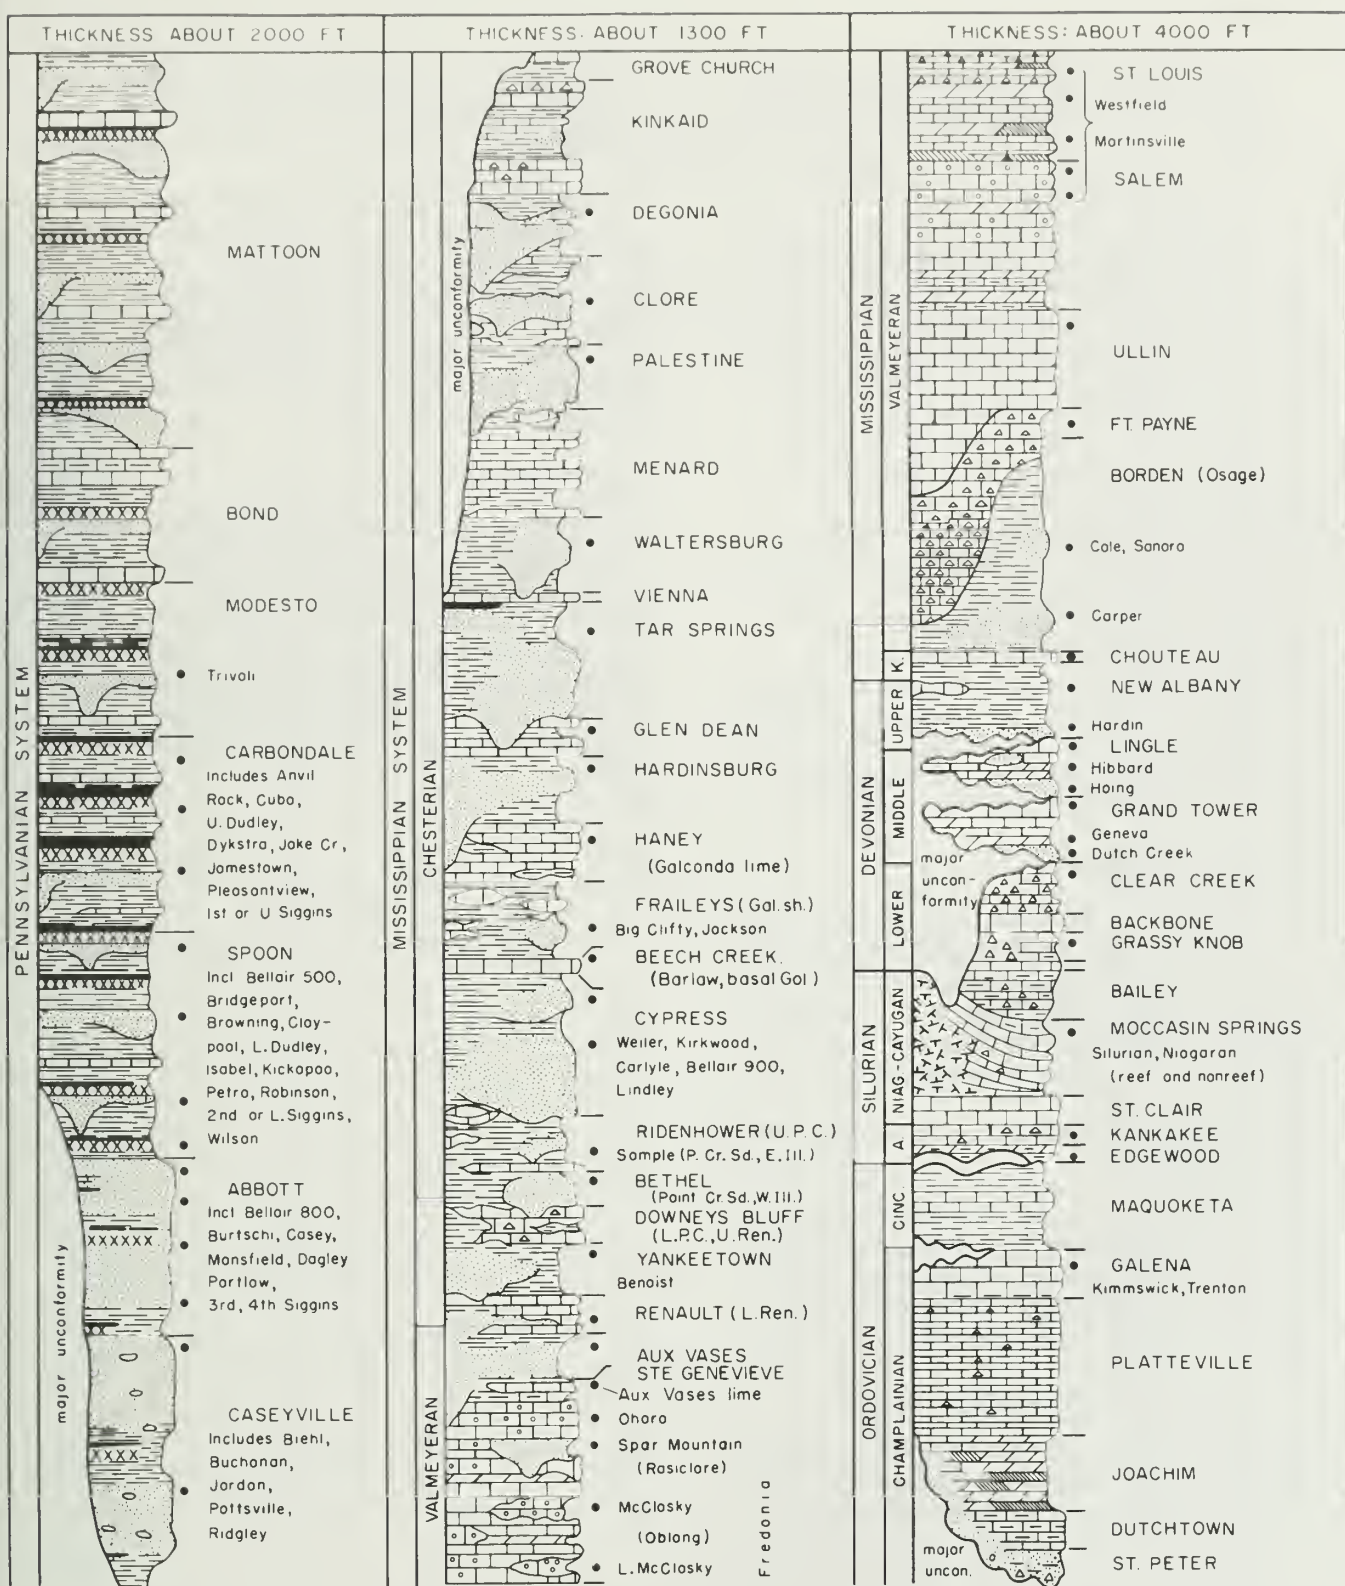 THICKNESS ABOUT 2000 FT
PENNSYLVANIAN SYSTEM
major unconformity
MATTOON
BOND
MODESTO
Trivoli
CARBONDALE
Includes Anvil
Rock, Cuba,
U. Dudley,
Dykstra, Jake Cr,
Jamestown,
Pleasantview,
1st or U Siggins
SPOON
Incl Bellair 500,
Bridgeport,
Browning, Clay-
pool, L. Dudley,
Isabel, Kickapoo,
Petro, Robinson,
2nd or L. Siggins,
Wilson
ABBOTT
Incl Bellair 800,
Burtschi, Casey,
Mansfield, Dagley
Partlow,
3rd, 4th Siggins
CASEYVILLE
Includes Biehl,
Buchanan,
Jordan,
Pottsville,
Ridgley
THICKNESS: ABOUT 1300 FT
MISSISSIPPIAN SYSTEM
CHESTERIAN
VALMEYERAN
major unconformity
GROVE CHURCH
KINKAID
DEGONIA
CLORE
PALESTINE
MENARD
WALTERSBURG
VIENNA
TAR SPRINGS
GLEN DEAN
HARDINSBURG
HANEY
(Golconda lime)
FRAILEYS (Gal. sh.)
Big Clifty, Jackson
BEECH CREEK
(Barlow, basal Gol)
CYPRESS
Weiler, Kirkwood,
Carlyle, Bellair 900,
Lindley
RIDENHOWER (U.P.C.)
Sample (P. Cr. Sd., E. Ill.)
BETHEL
(Point Cr. Sd., W. Ill.)
DOWNEYS BLUFF
(L.P.C., U. Ren.)
YANKEETOWN
Benoist
RENAULT (L. Ren.)
AUX VASES
STE GENEVIEVE
Aux Vases lime
Ohara
Spar Mountain
(Rosiclare)
McClosky
(Oblong)
L. McClosky
Fredonia
THICKNESS: ABOUT 4000 FT
MISSISSIPPIAN
VALMEYERAN
K.
DEVONIAN
UPPER
MIDDLE
LOWER
SILURIAN
NIAG.-CAYUGAN
A.
ORDOVICIAN
CINC.
CHAMPLAINIAN
ST LOUIS
Westfield
Martinsville
SALEM
ULLIN
FT. PAYNE
BORDEN (Osage)
Cole, Sonora
Carper
CHOUTEAU
NEW ALBANY
Hardin
LINGLE
Hibbard
Hoing
GRAND TOWER
Geneva
Dutch Creek
major
uncon-
formity
CLEAR CREEK
BACKBONE
GRASSY KNOB
BAILEY
MOCCASIN SPRINGS
Silurian, Niagaran
(reef and nonreef)
ST. CLAIR
KANKAKEE
EDGEWOOD
MAQUOKETA
GALENA
Kimmswick, Trenton
PLATTEVILLE
JOACHIM
DUTCHTOWN
ST. PETER
major
uncon.